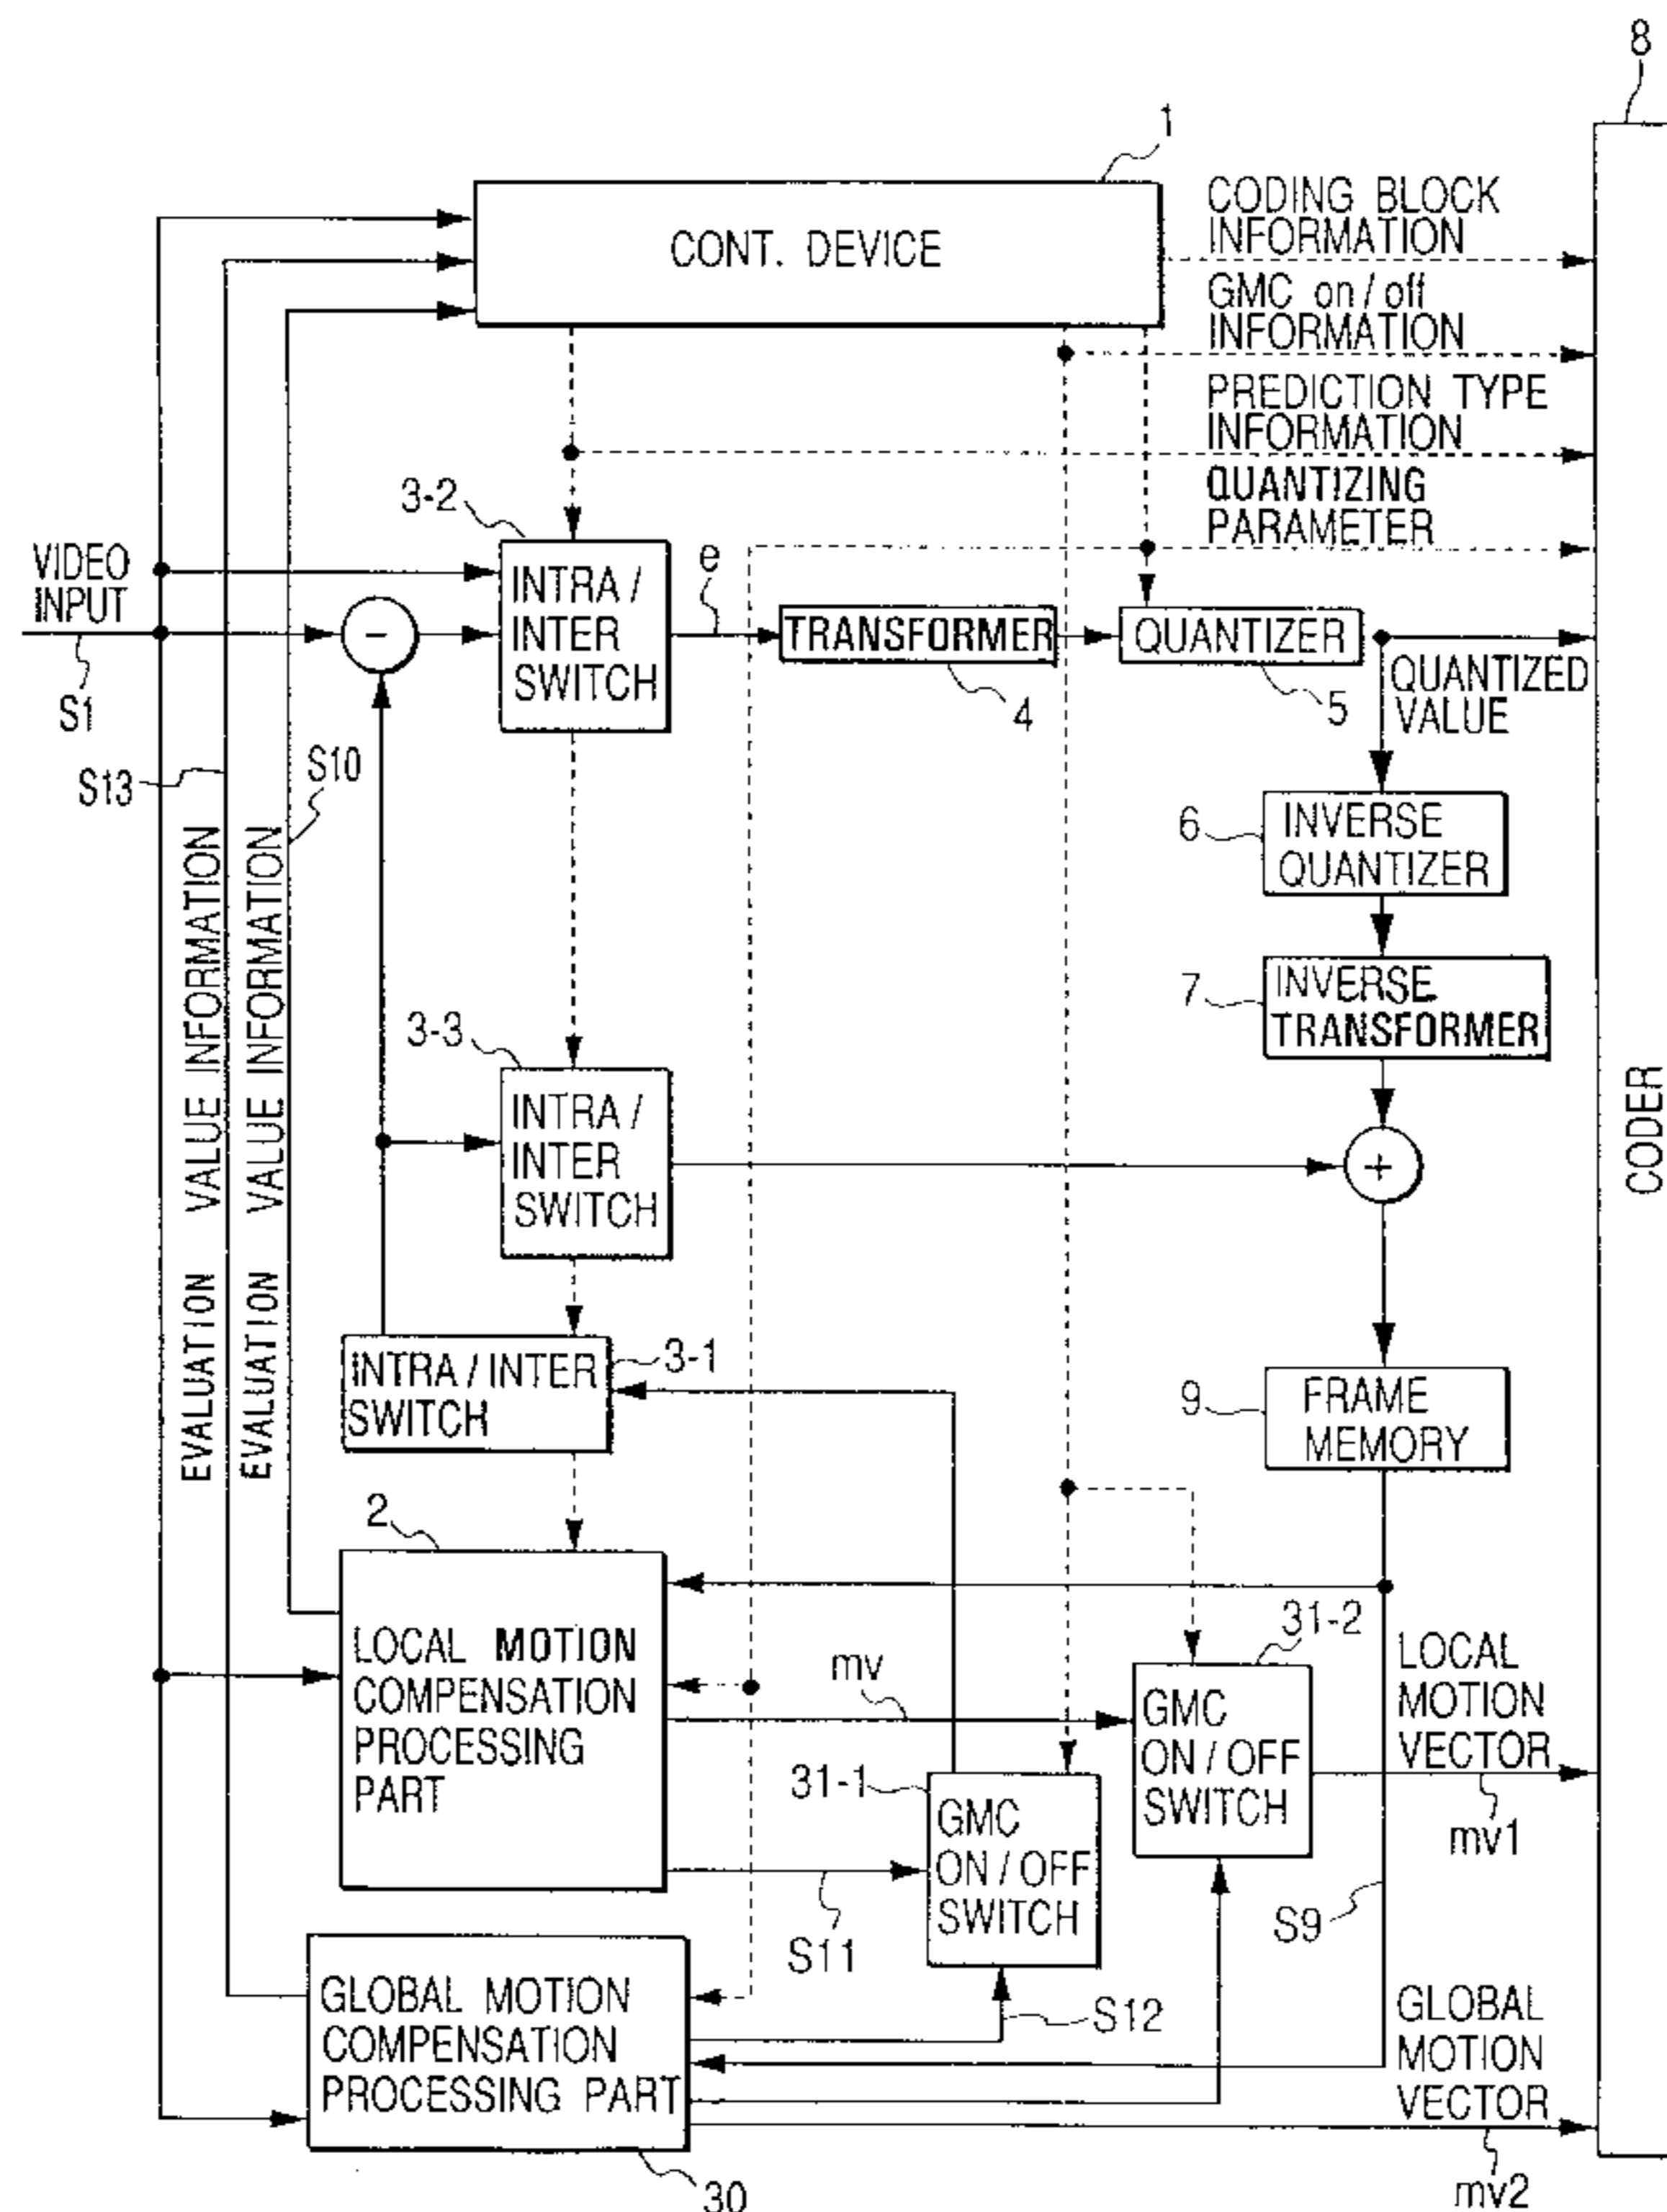 8
1
CONT. DEVICE
CODING BLOCK
INFORMATION
GMC on/off
INFORMATION
PREDICTION TYPE
INFORMATION
QUANTIZING
PARAMETER
3-2
VIDEO
INPUT
S1
-
INTRA /
INTER
SWITCH
e
TRANSFORMER
4
QUANTIZER
5
QUANTIZED
VALUE
S13
S10
EVALUATION VALUE INFORMATION
EVALUATION VALUE INFORMATION
6
INVERSE
QUANTIZER
7
INVERSE
TRANSFORMER
3-3
INTRA /
INTER
SWITCH
+
CODER
3-1
INTRA / INTER
SWITCH
9
FRAME
MEMORY
2
LOCAL MOTION
COMPENSATION
PROCESSING
PART
mv
31-2
GMC
ON / OFF
SWITCH
LOCAL
MOTION
VECTOR
mv1
31-1
GMC
ON / OFF
SWITCH
S11
S9
S12
GLOBAL MOTION
COMPENSATION
PROCESSING PART
30
GLOBAL
MOTION
VECTOR
mv2